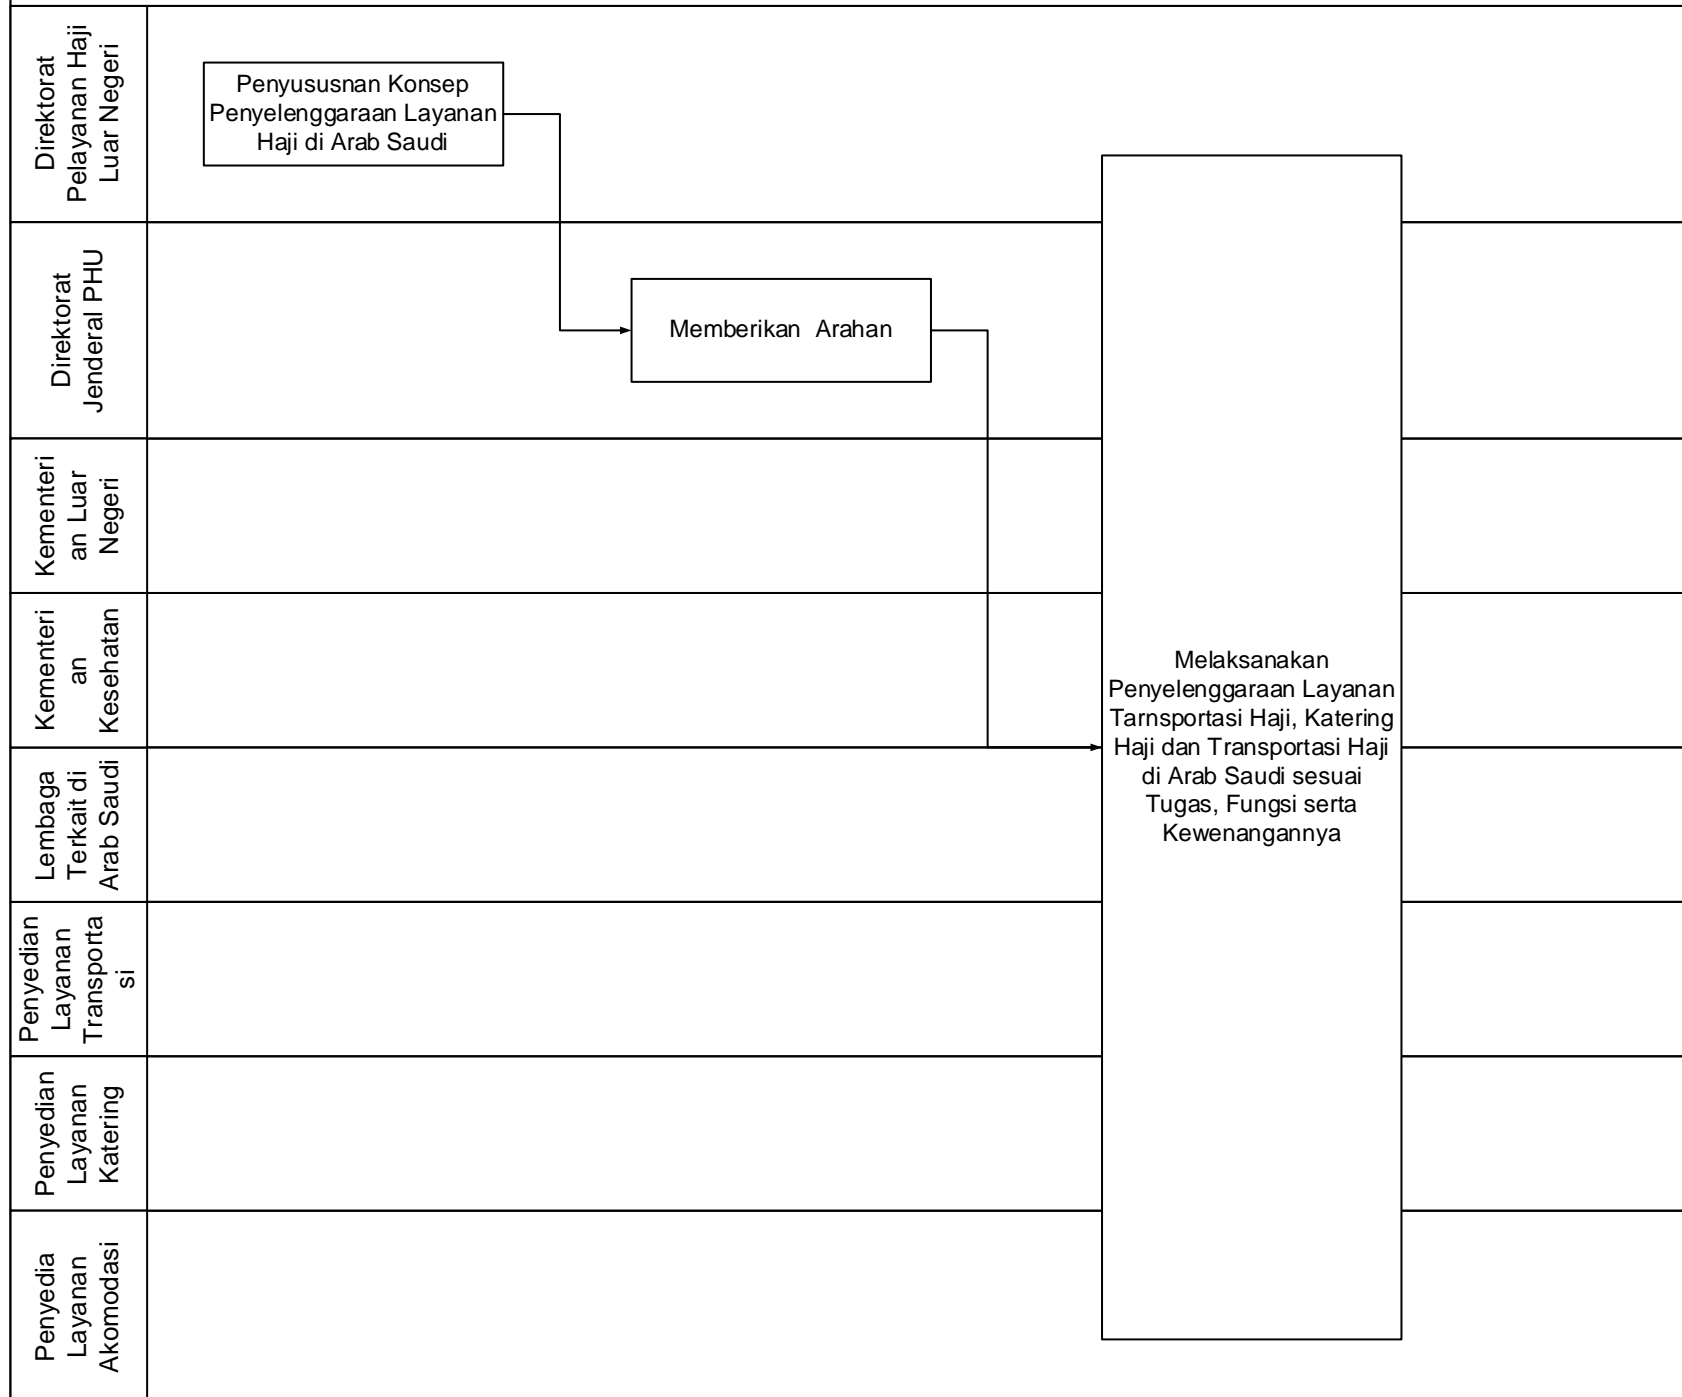 Direktorat
Pelayanan Haji
Luar Negeri
Penyususnan Konsep
Penyelenggaraan Layanan
Haji di Arab Saudi
Direktorat
Jenderal PHU
Memberikan Arahan
Kementeri
an Luar
Negeri
Kementeri
an
Kesehatan
Melaksanakan
Penyelenggaraan Layanan
Tarnsportasi Haji, Katering
Haji dan Transportasi Haji
di Arab Saudi sesuai
Tugas, Fungsi serta
Kewenangannya
Lembaga
Terkait di
Arab Saudi
Penyedian
Layanan
Transporta
si
Penyedian
Layanan
Katering
Penyedia
Layanan
Akomodasi